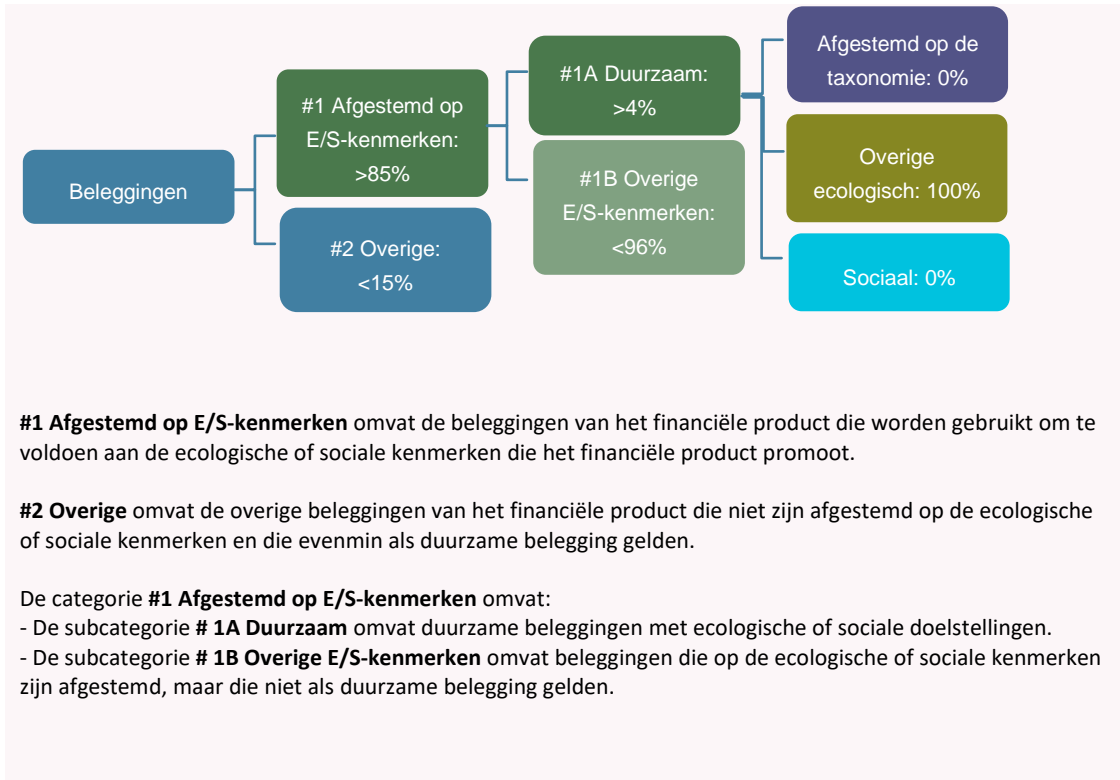 Beleggingen
#1 Afgestemd op
E/S-kenmerken:
>85%
#2 Overige:
<15%
#1A Duurzaam:
>4%
#1B Overige
E/S-kenmerken:
<96%
Afgestemd op de
taxonomie: 0%
Overige
ecologisch: 100%
Sociaal: 0%
#1 Afgestemd op E/S-kenmerken omvat de beleggingen van het financiële product die worden gebruikt om te
voldoen aan de ecologische of sociale kenmerken die het financiële product promoot.
#2 Overige omvat de overige beleggingen van het financiële product die niet zijn afgestemd op de ecologische
of sociale kenmerken en die evenmin als duurzame belegging gelden.
De categorie #1 Afgestemd op E/S-kenmerken omvat:
- De subcategorie # 1A Duurzaam omvat duurzame beleggingen met ecologische of sociale doelstellingen.
- De subcategorie # 1B Overige E/S-kenmerken omvat beleggingen die op de ecologische of sociale kenmerken
zijn afgestemd, maar die niet als duurzame belegging gelden.